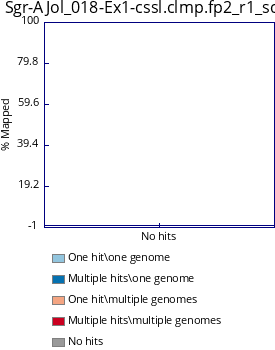 Sgr-AJol_018-Ex1-cssl.clmp.fp2_r1_sc
100
79.8
59.6
39.4
19.2
-1
% Mapped
No hits
One hit\one genome
Multiple hits\one genome
One hit\multiple genomes
Multiple hits\multiple genomes
No hits